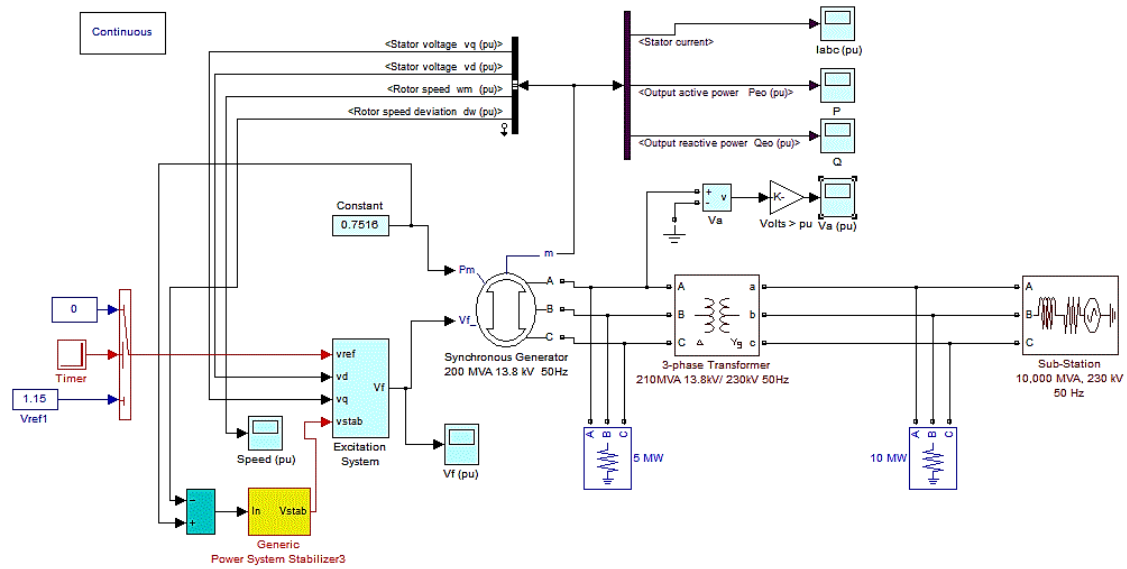 Continuous
<Stator voltage vq (pu)>
<Stator voltage vd (pu)>
<Rotor speed wm (pu)>
<Rotor speed deviation dw (pu)>
<Stator current>
Iabc (pu)
<Output active power Peo (pu)>
P
<Output reactive power Qeo (pu)>
Q
+
-
v
Va
K-
Volts > pu
Va (pu)
Constant
0.7516
Pm
m
Vf_
A
B
C
Synchronous Generator
200 MVA 13.8 kV 50Hz
A
B
C
a
b
c
Δ
Yg
3-phase Transformer
210MVA 13.8kV/ 230kV 50Hz
A
B
C
Sub-Station
10,000 MVA, 230 kV
50 Hz
0
Timer
1.15
Vref1
vref
vd
vq
vstab
Vf
Excitation
System
Speed (pu)
Vf (pu)
A B C
5 MW
A B C
10 MW
−
+
In
Vstab
Generic
Power System Stabilizer3